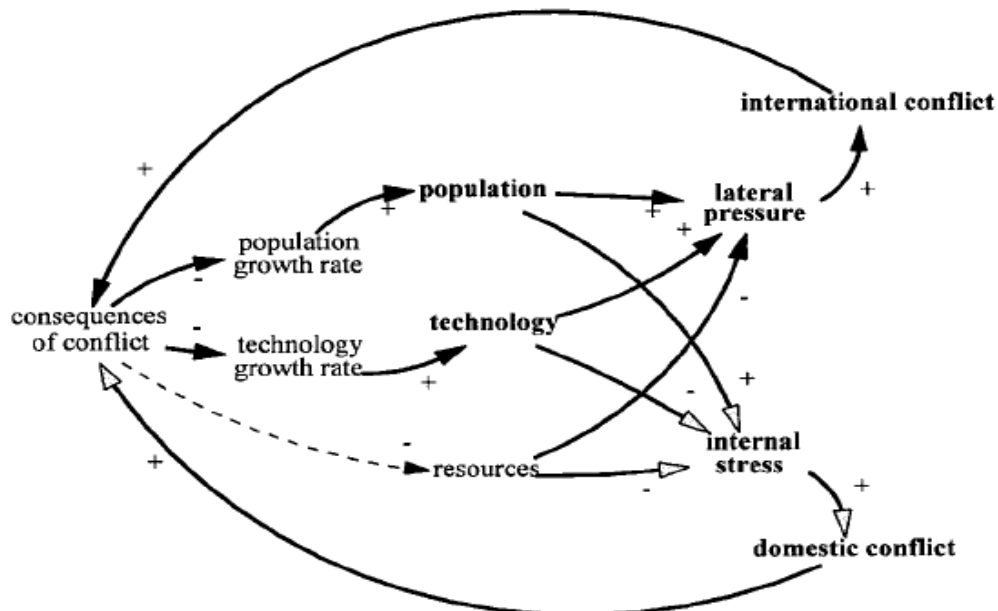 international conflict
+
+
population
lateral
pressure
+
+
+
population
growth rate
-
+
-
consequences
of conflict
-
technology
technology
growth rate
+
-
+
-
resources
-
internal
stress
+
+
domestic conflict